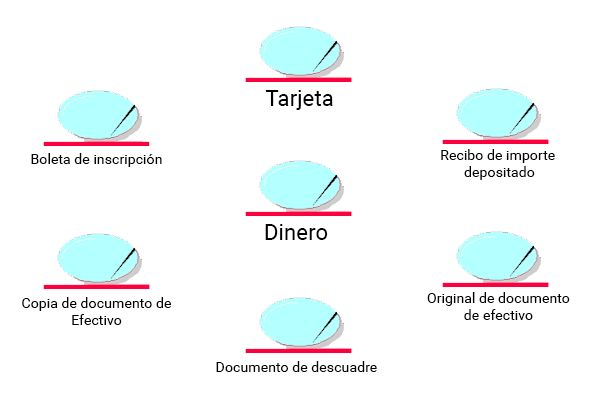 Tarjeta
Boleta de inscripción
Recibo de importe
depositado
Dinero
Copia de documento de
Efectivo
Original de documento
de efectivo
Documento de descuadre